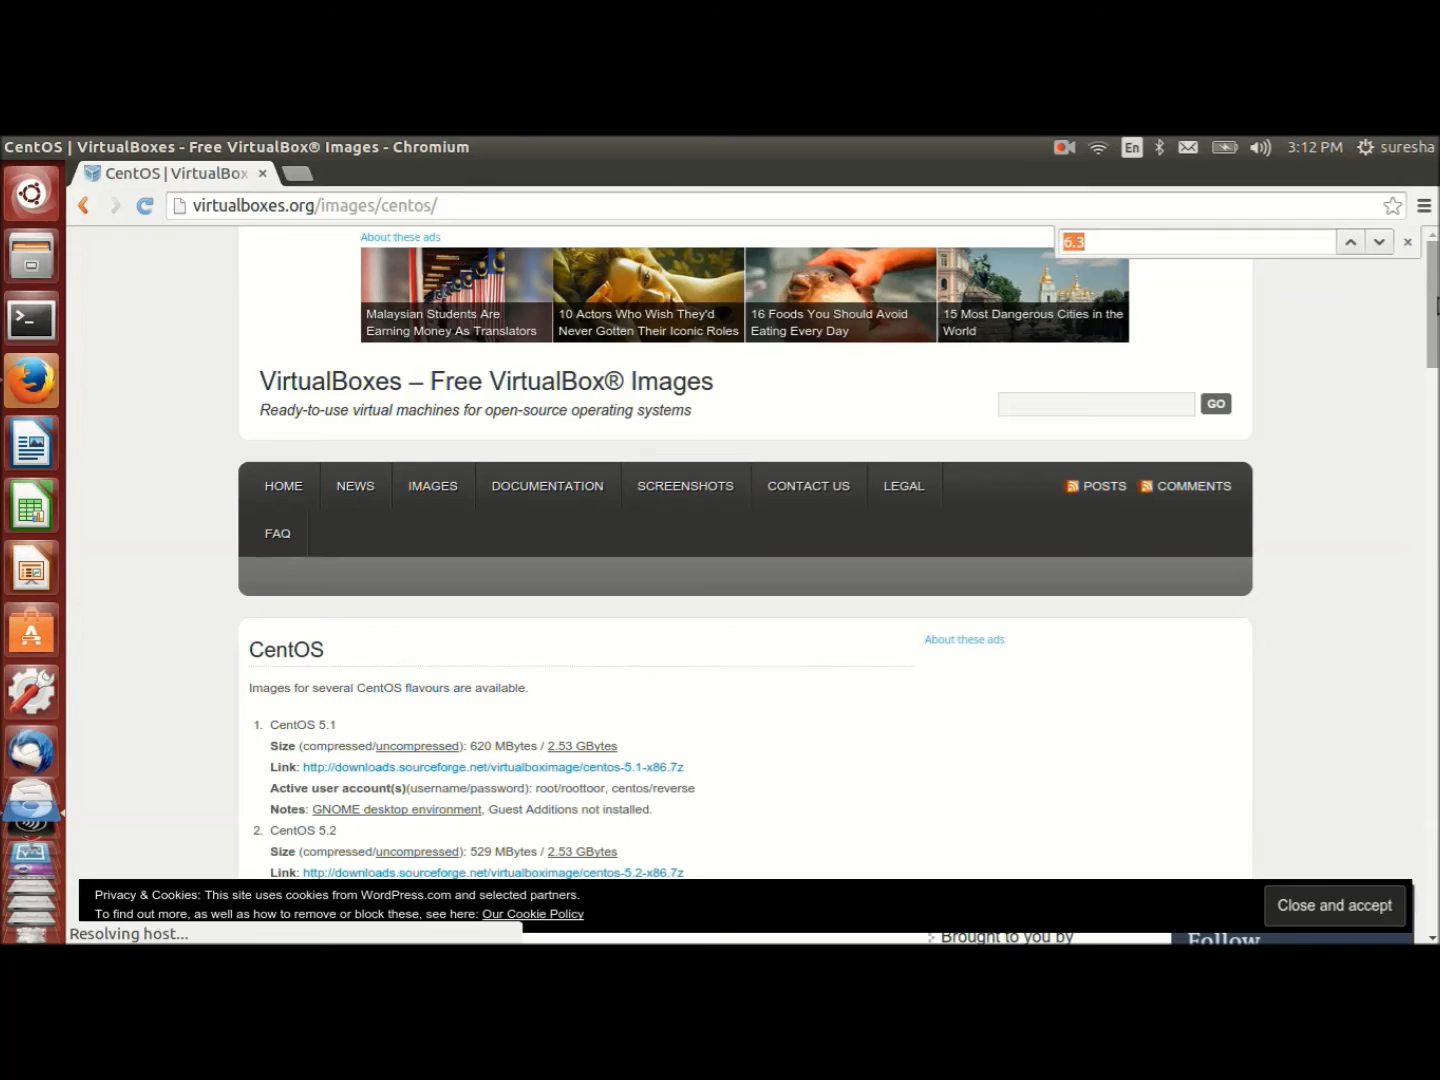 CentOS | VirtualBoxes - Free VirtualBox® Images - Chromium
En
3:12 PM
suresha
CentOS | VirtualBox
virtualboxes.org/images/centos/
6.3
About these ads
Malaysian Students Are
Earning Money As Translators
10 Actors Who Wish They'd
Never Gotten Their Iconic Roles
16 Foods You Should Avoid
Eating Every Day
15 Most Dangerous Cities in the
World
VirtualBoxes – Free VirtualBox® Images
Ready-to-use virtual machines for open-source operating systems
GO
HOME
NEWS
IMAGES
DOCUMENTATION
SCREENSHOTS
CONTACT US
LEGAL
POSTS
COMMENTS
FAQ
CentOS
About these ads
Images for several CentOS flavours are available.
1. CentOS 5.1
Size (compressed/uncompressed): 620 MBytes / 2.53 GBytes
Link: http://downloads.sourceforge.net/virtualboximage/centos-5.1-x86.7z
Active user account(s)(username/password): root/roottoor, centos/reverse
Notes: GNOME desktop environment, Guest Additions not installed.
2. CentOS 5.2
Size (compressed/uncompressed): 529 MBytes / 2.53 GBytes
Link: http://downloads.sourceforge.net/virtualboximage/centos-5.2-x86.7z
Privacy & Cookies: This site uses cookies from WordPress.com and selected partners.
To find out more, as well as how to remove or block these, see here: Our Cookie Policy
Close and accept
Resolving host...
Brought to you by
Follow